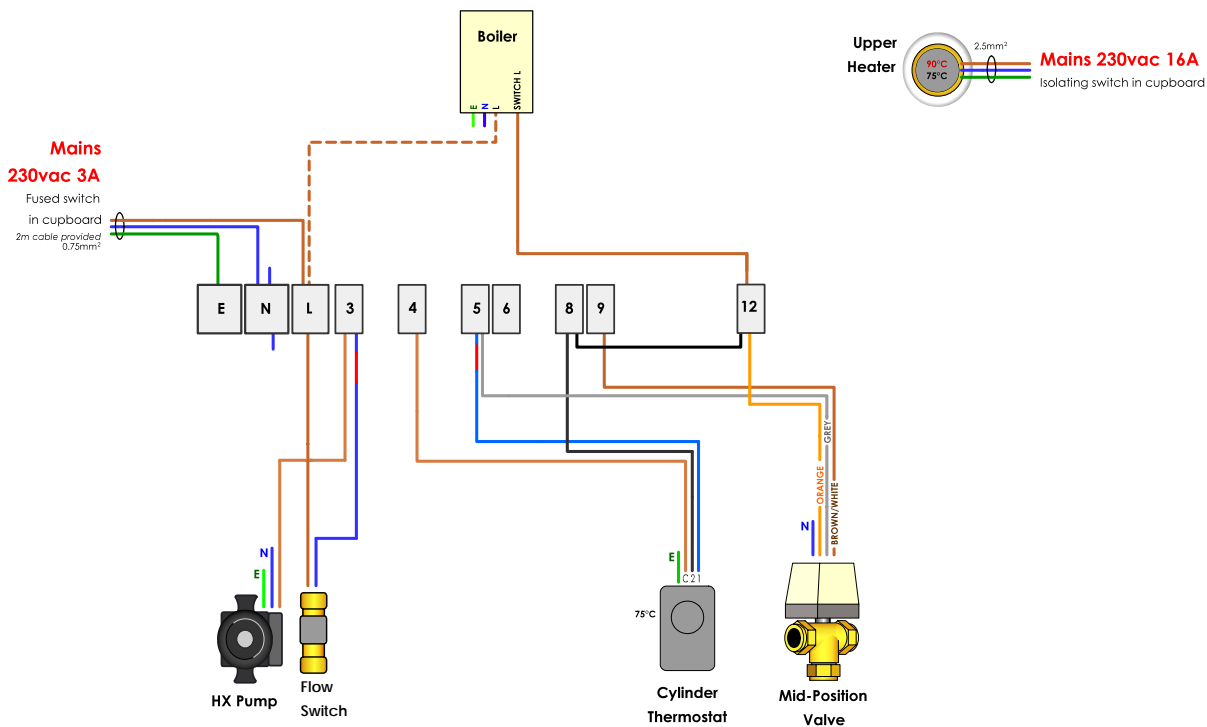 Boiler
E
N
L
SWITCH L
Upper
Heater
90°C
75°C
2.5mm²
Mains 230vac 16A
Isolating switch in cupboard
Mains
230vac 3A
Fused switch
in cupboard
2m cable provided
0.75mm²
E
N
L
3
4
5
6
8
9
12
GREY
ORANGE
BROWN/WHITE
N
N
E
E
C 2 1
75°C
HX Pump
Flow
Switch
Cylinder
Thermostat
Mid-Position
Valve